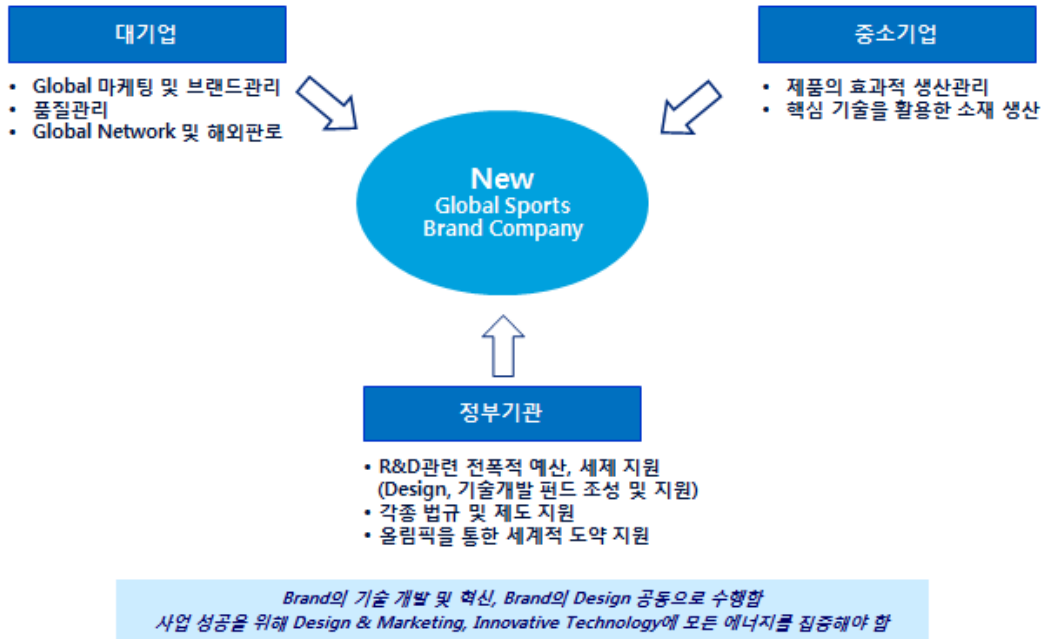 대기업
• Global 마케팅 및 브랜드관리
• 품질관리
• Global Network 및 해외판로
중소기업
• 제품의 효과적 생산관리
• 핵심 기술을 활용한 소재 생산
New
Global Sports
Brand Company
정부기관
• R&D관련 전폭적 예산, 세제 지원
(Design, 기술개발 펀드 조성 및 지원)
• 각종 법규 및 제도 지원
• 올림픽을 통한 세계적 도약 지원
Brand의 기술 개발 및 혁신, Brand의 Design 공동으로 수행함
사업 성공을 위해 Design & Marketing, Innovative Technology에 모든 에너지를 집중해야 함